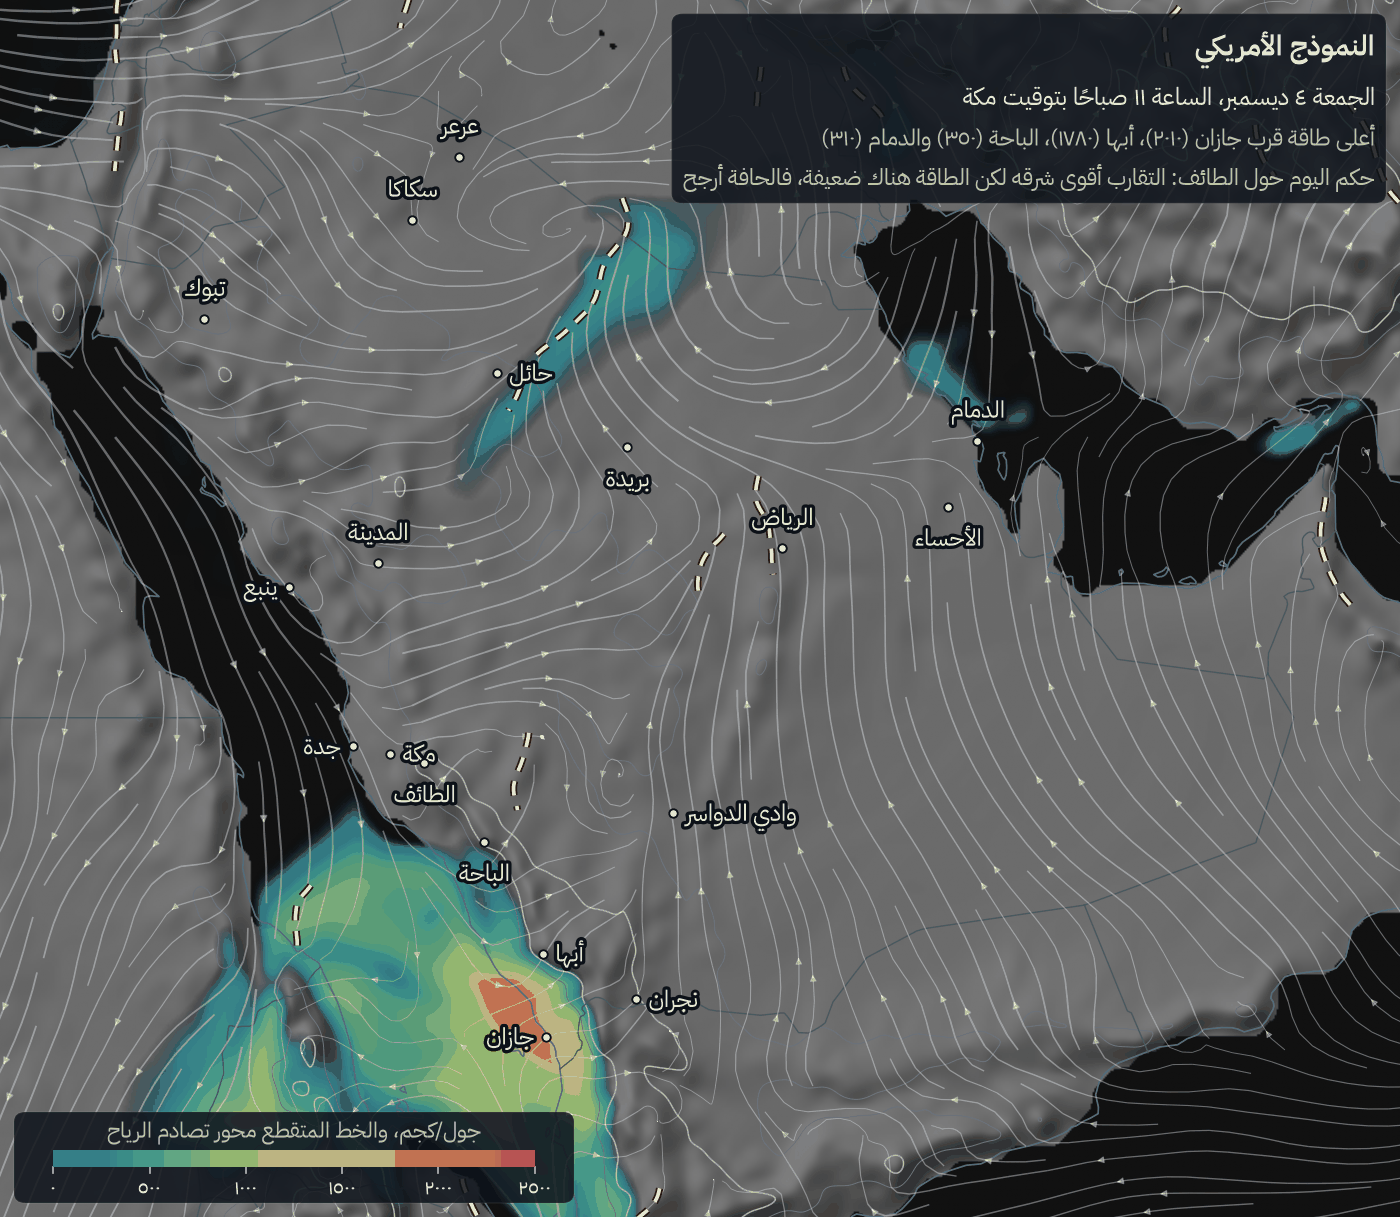 النموذج الأمريكي
الجمعة ٤ ديسمبر، الساعة ١١ صباحًا بتوقيت مكة
أعلى طاقة قرب جازان (٢٠١٠)، أبها (١٧٨٠)، الباحة (٣٥٠) والدمام (٣١٠)
حكم اليوم حول الطائف: التقارب أقوى شرقه لكن الطاقة هناك ضعيفة، فالحافة أرجح
عرعر
سكاكا
تبوك
حائل
الدمام
بريدة
الرياض
الأحساء
المدينة
ينبع
جدة
مكة
الطائف
وادي الدواسر
الباحة
أبها
نجران
جازان
جول/كجم، والخط المتقطع محور تصادم الرياح
٠ ٥٠٠ ١٠٠٠ ١٥٠٠ ٢٠٠٠ ٢٥٠٠